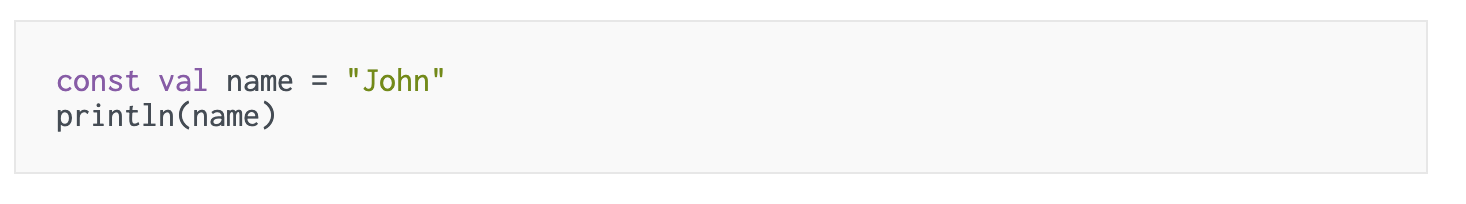 const val name = "John"
println(name)